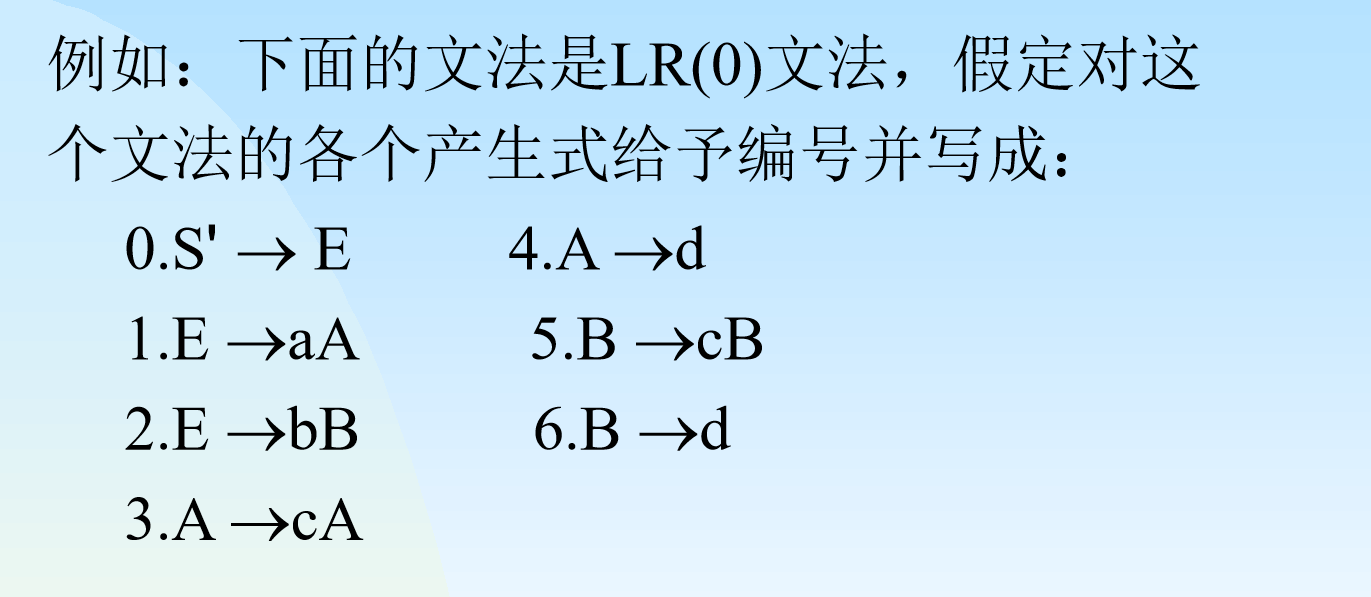 例如：下面的文法是LR(0)文法，假定对这
个文法的各个产生式给予编号并写成：
0.S' → E 4.A →d
1.E →aA 5.B →cB
2.E →bB 6.B →d
3.A →cA